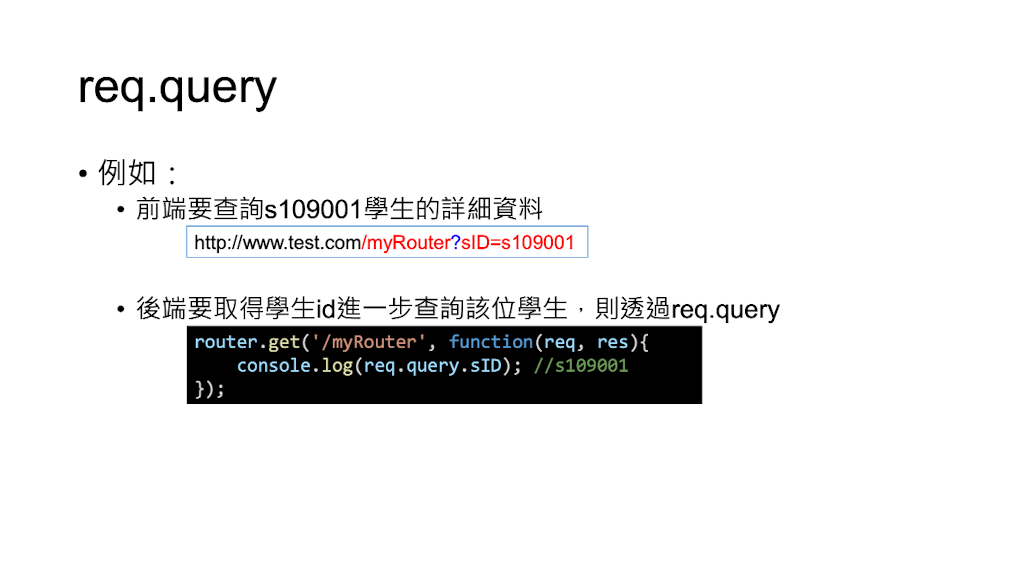 req.query
• 例如：
• 前端要查詢s109001學生的詳細資料
http://www.test.com/myRouter?sID=s109001
• 後端要取得學生id進一步查詢該位學生，則透過req.query
router.get('/myRouter', function(req, res){
    console.log(req.query.sID); //s109001
});